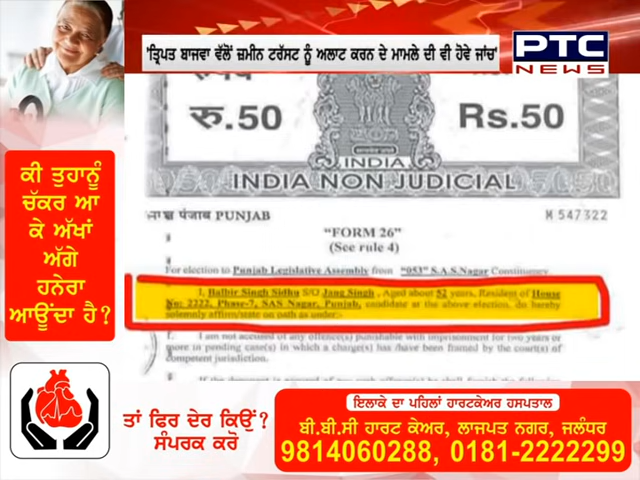 'ਤ੍ਰਿਪਤ ਬਾਜਵਾ ਵੱਲੋਂ ਜ਼ਮੀਨ ਟਰੱਸਟ ਨੂੰ ਅਲਾਟ ਕਰਨ ਦੇ ਮਾਮਲੇ ਦੀ ਵੀ ਹੋਵੇ ਜਾਂਚ'
PTC
NEWS
रु.50
Rs.50
INDIA
INDIA NON JUDICIAL
ਪੰਜਾਬ PUNJAB
M 547322
"FORM 26"
(See rule 4)
For election to Punjab Legislative Assembly from "053" S.A.S.Nagar Constituency
I, Balbir Singh Sidhu S/O Jang Singh, Aged about 52 years, Resident of House
No: 2222, Phase-7, SAS Nagar, Punjab, candidate at the above election, do hereby
solemnly affirm/state on oath as under:-
I am not accused of any offence(s) punishable with imprisonment for two years or
more in pending case(s) in which a charge(s) has/have been framed by the court(s) of
competent jurisdiction.
ਕੀ ਤੁਹਾਨੂੰ
ਚੱਕਰ ਆ
ਕੇ ਅੱਖਾਂ
ਅੱਗੇ
ਹਨੇਰਾ
ਆਉਂਦਾ ਹੈ?
ਤਾਂ ਫਿਰ ਦੇਰ ਕਿਉਂ?
ਸੰਪਰਕ ਕਰੋ
ਇਲਾਕੇ ਦਾ ਪਹਿਲਾਂ ਹਾਰਟਕੇਅਰ ਹਸਪਤਾਲ
ਬੀ.ਬੀ.ਸੀ ਹਾਰਟ ਕੇਅਰ, ਲਾਜਪਤ ਨਗਰ, ਜਲੰਧਰ
9814060288, 0181-2222299